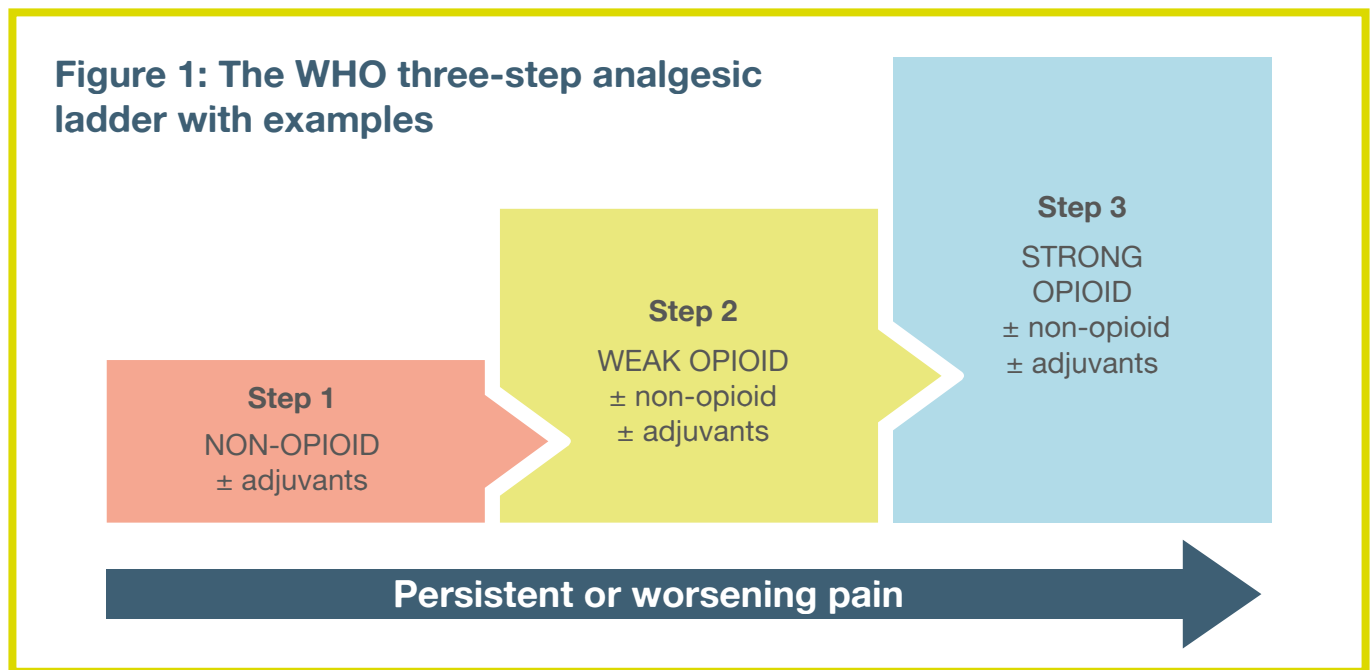 Figure 1: The WHO three-step analgesic
ladder with examples
Step 1
NON-OPIOID
± adjuvants
Step 2
WEAK OPIOID
± non-opioid
± adjuvants
Step 3
STRONG
OPIOID
± non-opioid
± adjuvants
Persistent or worsening pain